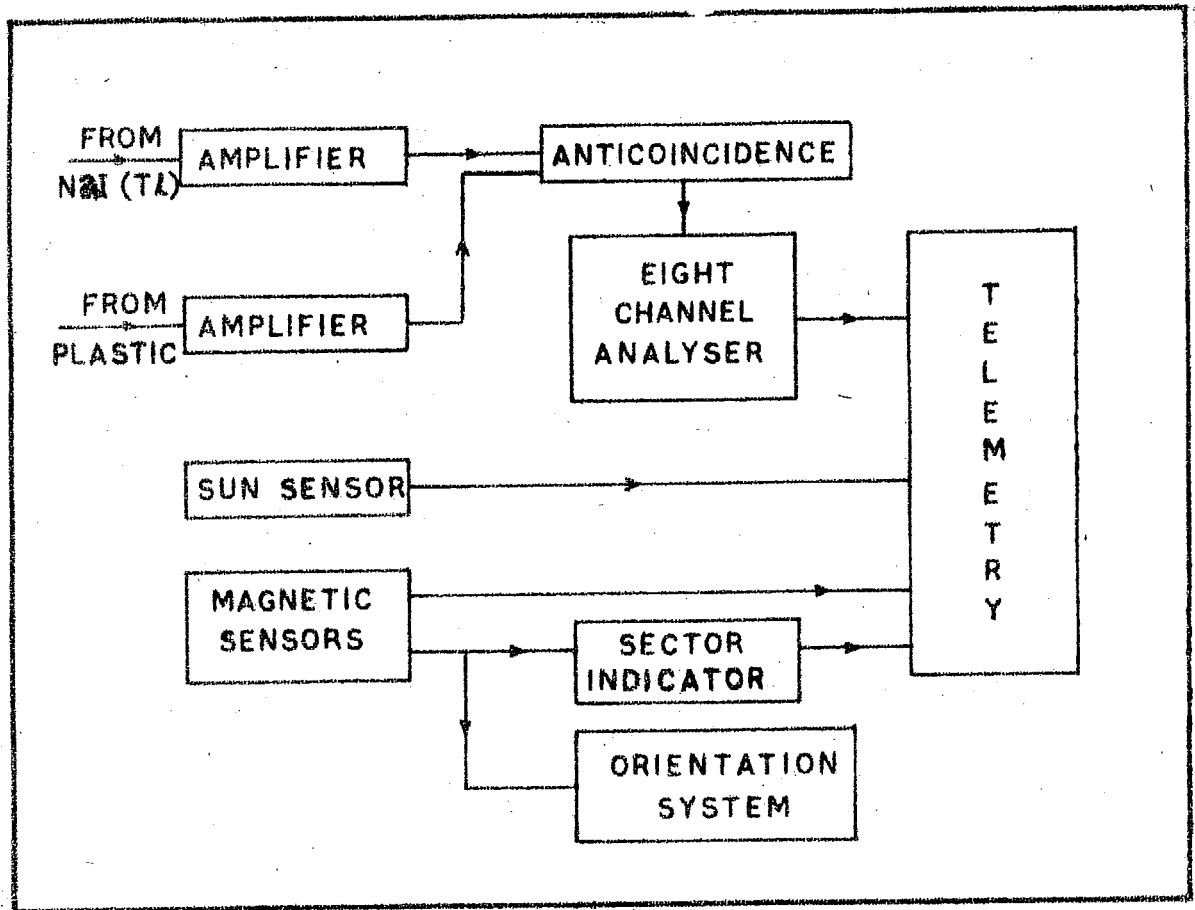 FROM
NaI (Tl)
AMPLIFIER
ANTICOINCIDENCE
EIGHT
CHANNEL
ANALYSER
FROM
PLASTIC
AMPLIFIER
SUN SENSOR
MAGNETIC
SENSORS
SECTOR
INDICATOR
ORIENTATION
SYSTEM
TELEMETRY